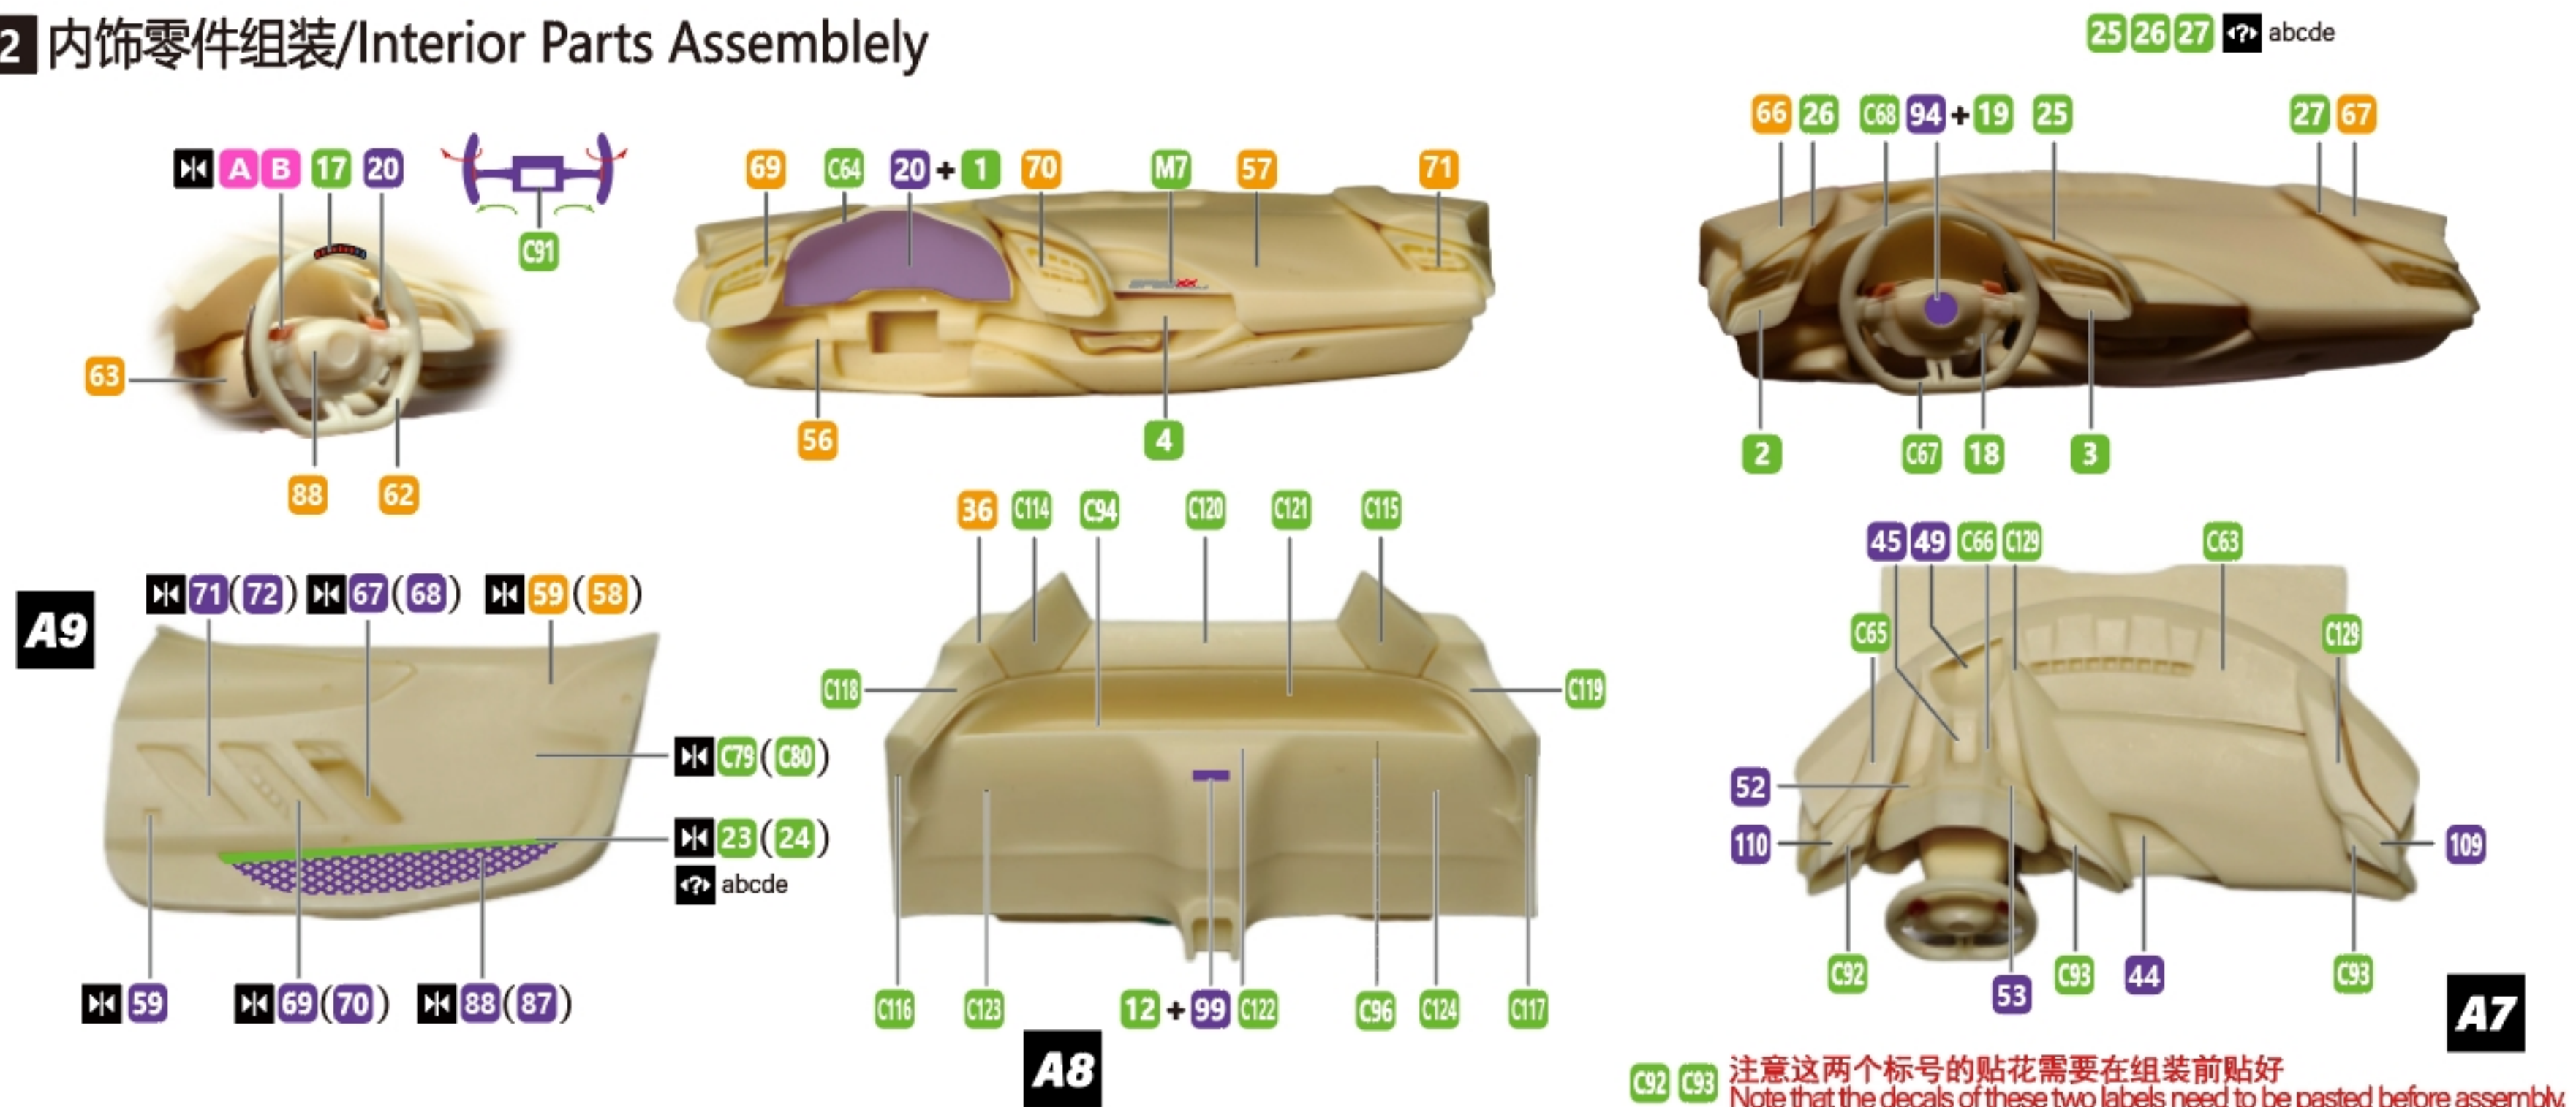 2 内饰零件组装/Interior Parts Assemblely
25 26 27 <?> abcde
A B 17 20
C91
63
88 62
69 C64 20 + 1 70 M7 57 71
56 4
66 26 C68 94 + 19 25 27 67
2 C67 18 3
A9
71(72) 67(68) 59(58)
C79(C80)
23(24)
<?> abcde
59 69(70) 88(87)
36 C114 C94 C120 C121 C115
C118 C119
C116 C123 12 + 99 C122 C96 C124 C117
A8
45 49 C66 C129 C63
C65 C129
52
110 109
C92 53 C93 44 C93
A7
C92 C93 注意这两个标号的贴花需要在组装前贴好
Note that the decals of these two labels need to be pasted before assembly.